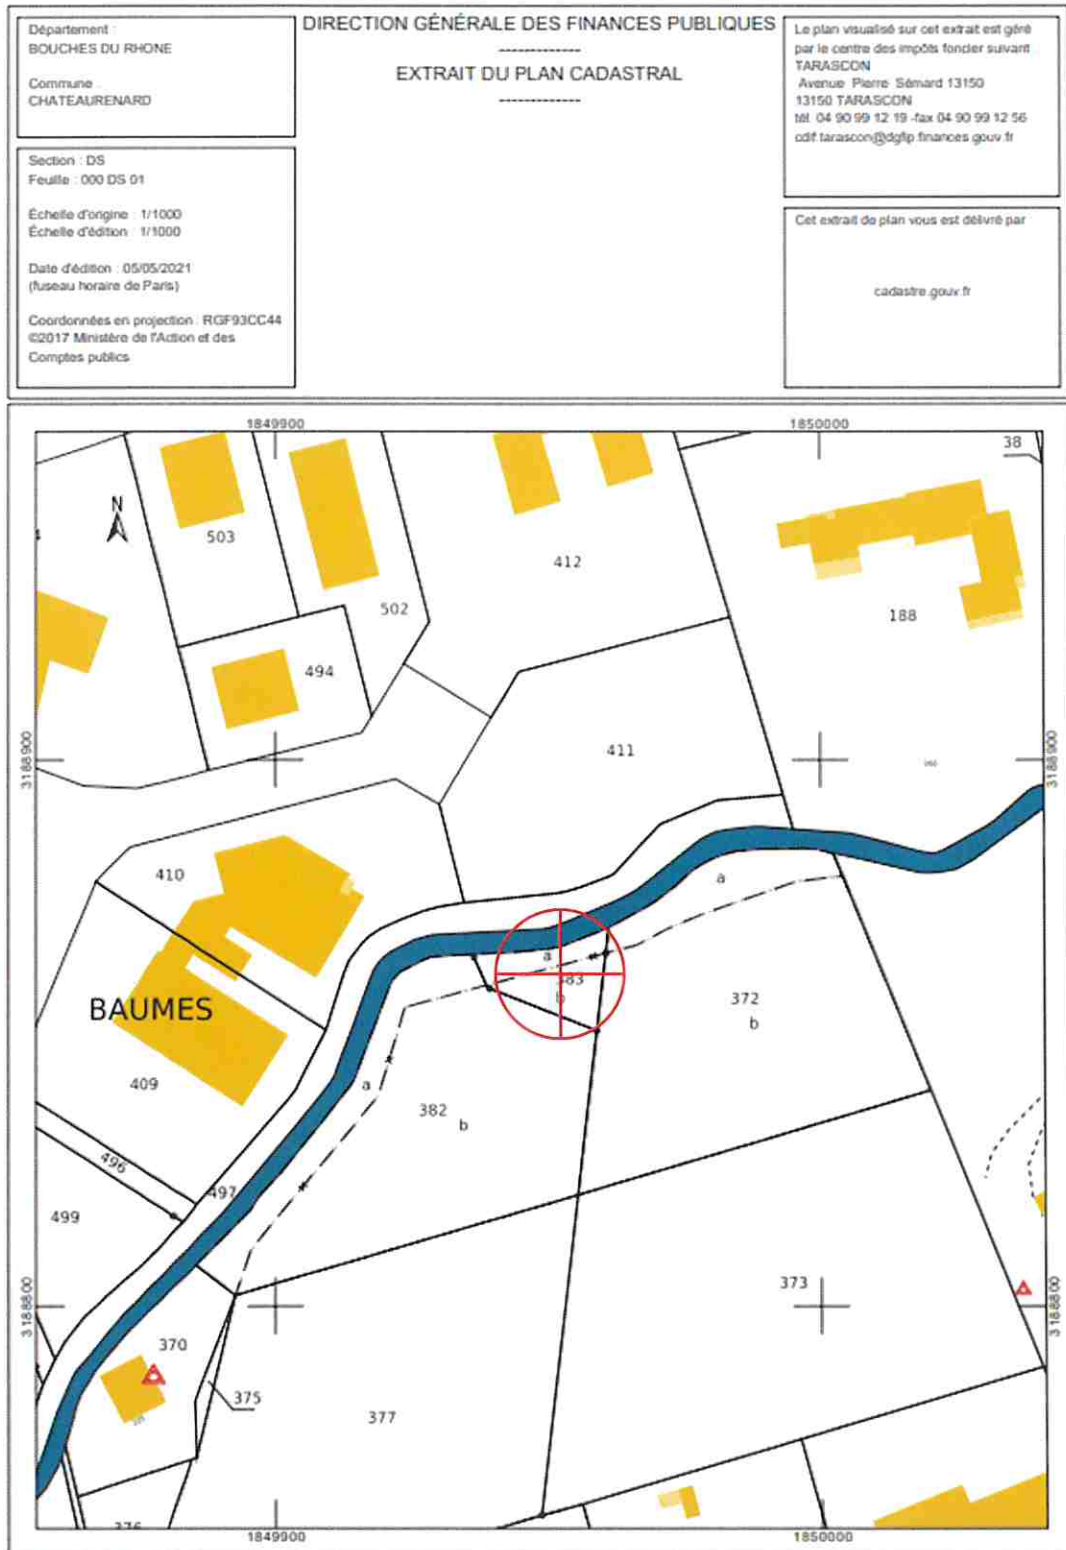 Département :
BOUCHES DU RHONE
Commune :
CHATEAURENARD
Section : DS
Feuille : 000 DS 01
Échelle d'origine : 1/1000
Échelle d'édition : 1/1000
Date d'édition : 05/05/2021
(fuseau horaire de Paris)
Coordonnées en projection : RGF93CC44
©2017 Ministère de l'Action et des
Comptes publics
DIRECTION GÉNÉRALE DES FINANCES PUBLIQUES
-------------
EXTRAIT DU PLAN CADASTRAL
-------------
Le plan visualisé sur cet extrait est géré
par le centre des impôts foncier suivant :
TARASCON
Avenue Pierre Sémard 13150
13150 TARASCON
tél. 04 90 99 12 19 -fax 04 90 99 12 56
cdif.tarascon@dgfip.finances.gouv.fr
Cet extrait de plan vous est délivré par :
cadastre.gouv.fr
1849900
1850000
38
N
503
412
502
188
494
3188900
411
3188900
410
a
a
383
b
BAUMES
372
b
409
a
382
b
496
497
499
3188800
373
3188800
370
375
377
376
1849900
1850000